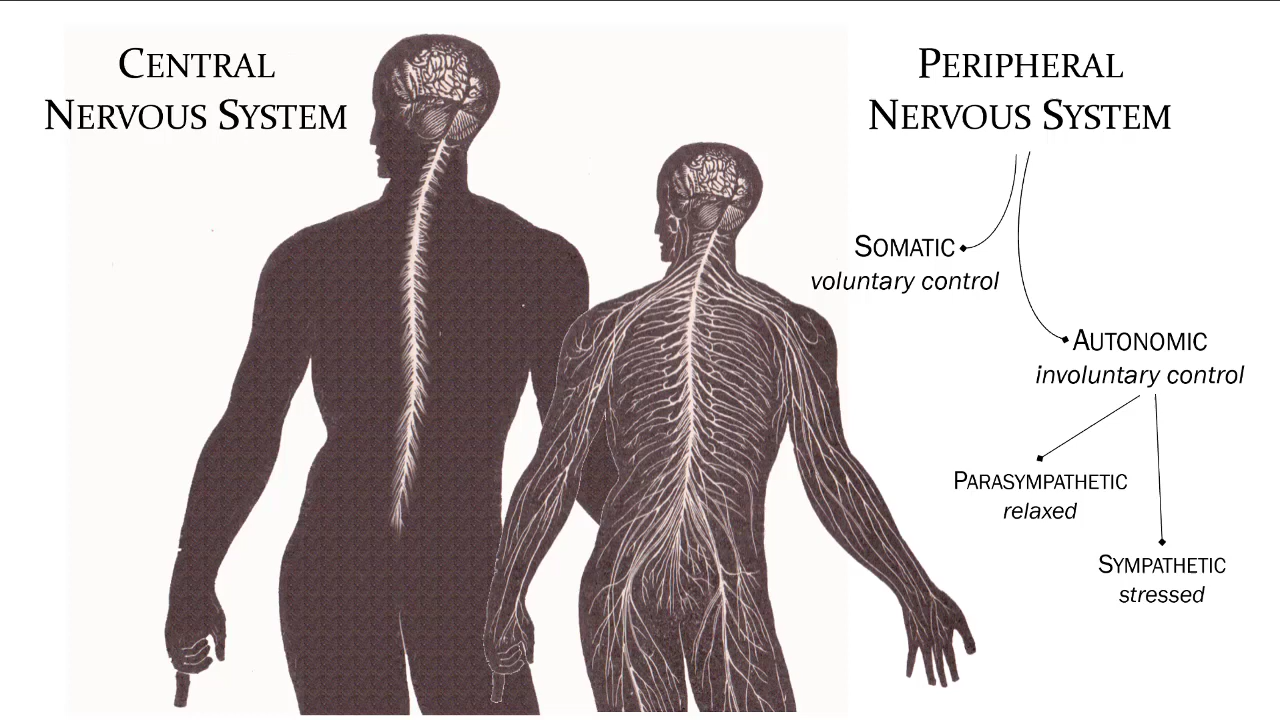 CENTRAL
NERVOUS SYSTEM
PERIPHERAL
NERVOUS SYSTEM
SOMATIC
voluntary control
AUTONOMIC
involuntary control
PARASYMPATHETIC
relaxed
SYMPATHETIC
stressed